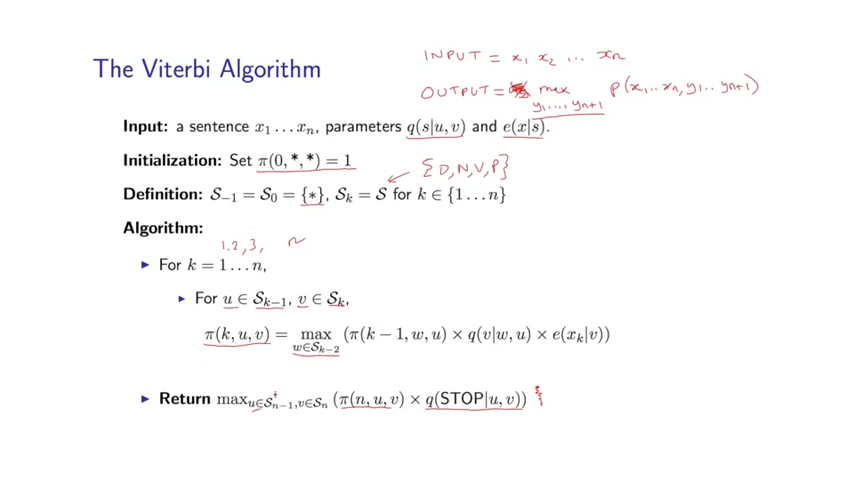 The Viterbi Algorithm
INPUT = x₁ x₂ ... xₙ
OUTPUT = max p(x₁...xₙ, y₁...yₙ₊₁)
y₁,...,yₙ₊₁
Input: a sentence x₁ ... xₙ, parameters q(s|u, v) and e(x|s).
Initialization: Set π(0, *, *) = 1
{D,N,V,P}
Definition: S₋₁ = S₀ = {*}, Sₖ = S for k ∈ {1 ... n}
Algorithm:
1,2,3, n
▶ For k = 1 ... n,
▶ For u ∈ Sₖ₋₁, v ∈ Sₖ,
π(k, u, v) = max (π(k − 1, w, u) × q(v|w, u) × e(xₖ|v))
w∈Sₖ₋₂
▶ Return max_{u∈Sₙ₋₁,v∈Sₙ} (π(n, u, v) × q(STOP|u, v))